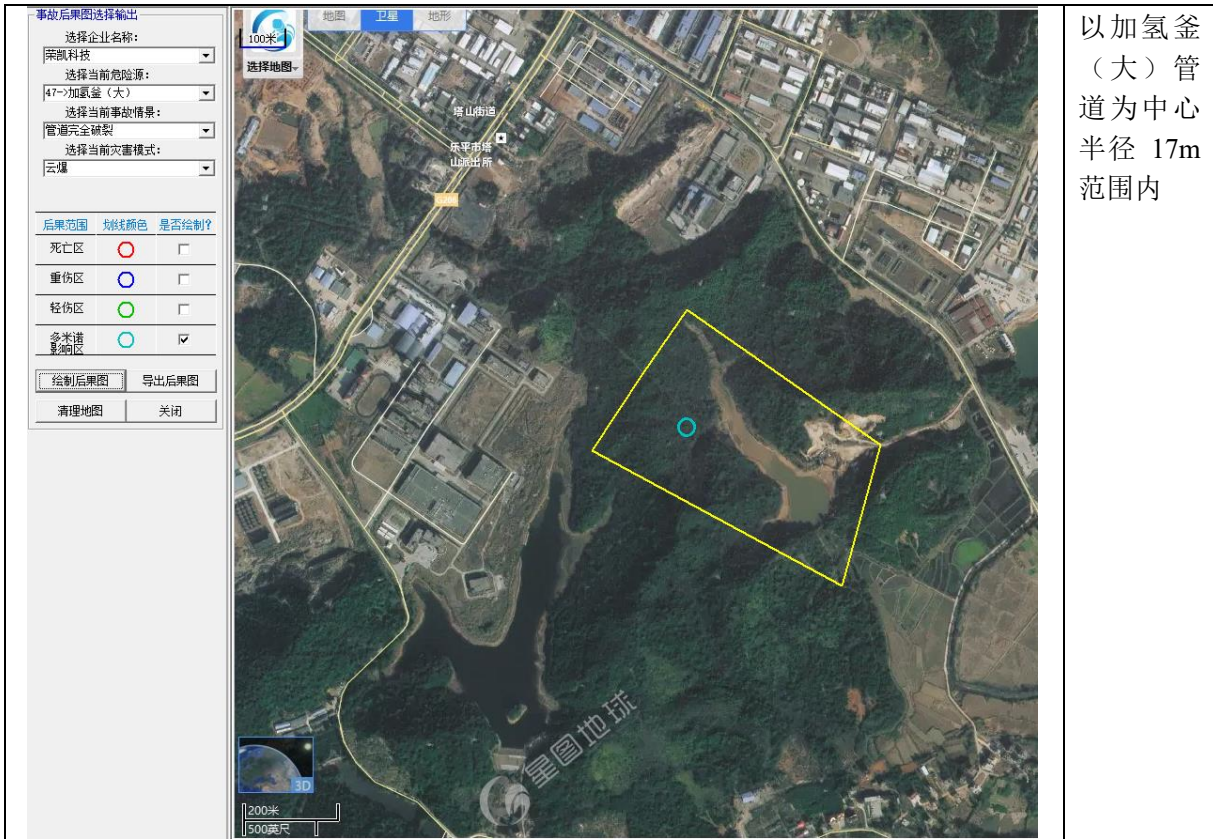 事故后果图选择输出
选择企业名称：
荣凯科技
选择当前危险源：
47->加氢釜（大）
选择当前事故情景：
管道完全破裂
选择当前灾害模式：
云爆
后果范围 划线颜色 是否绘制?
死亡区
重伤区
轻伤区
多米诺
影响区
绘制后果图 导出后果图
清理地图 关闭
地图 卫星 地形
100米
选择地图
塔山街道
乐平市塔
山派出所
G206
星图地球
3D
200米
500英尺
以加氢釜
（大）管
道为中心
半径 17m
范围内